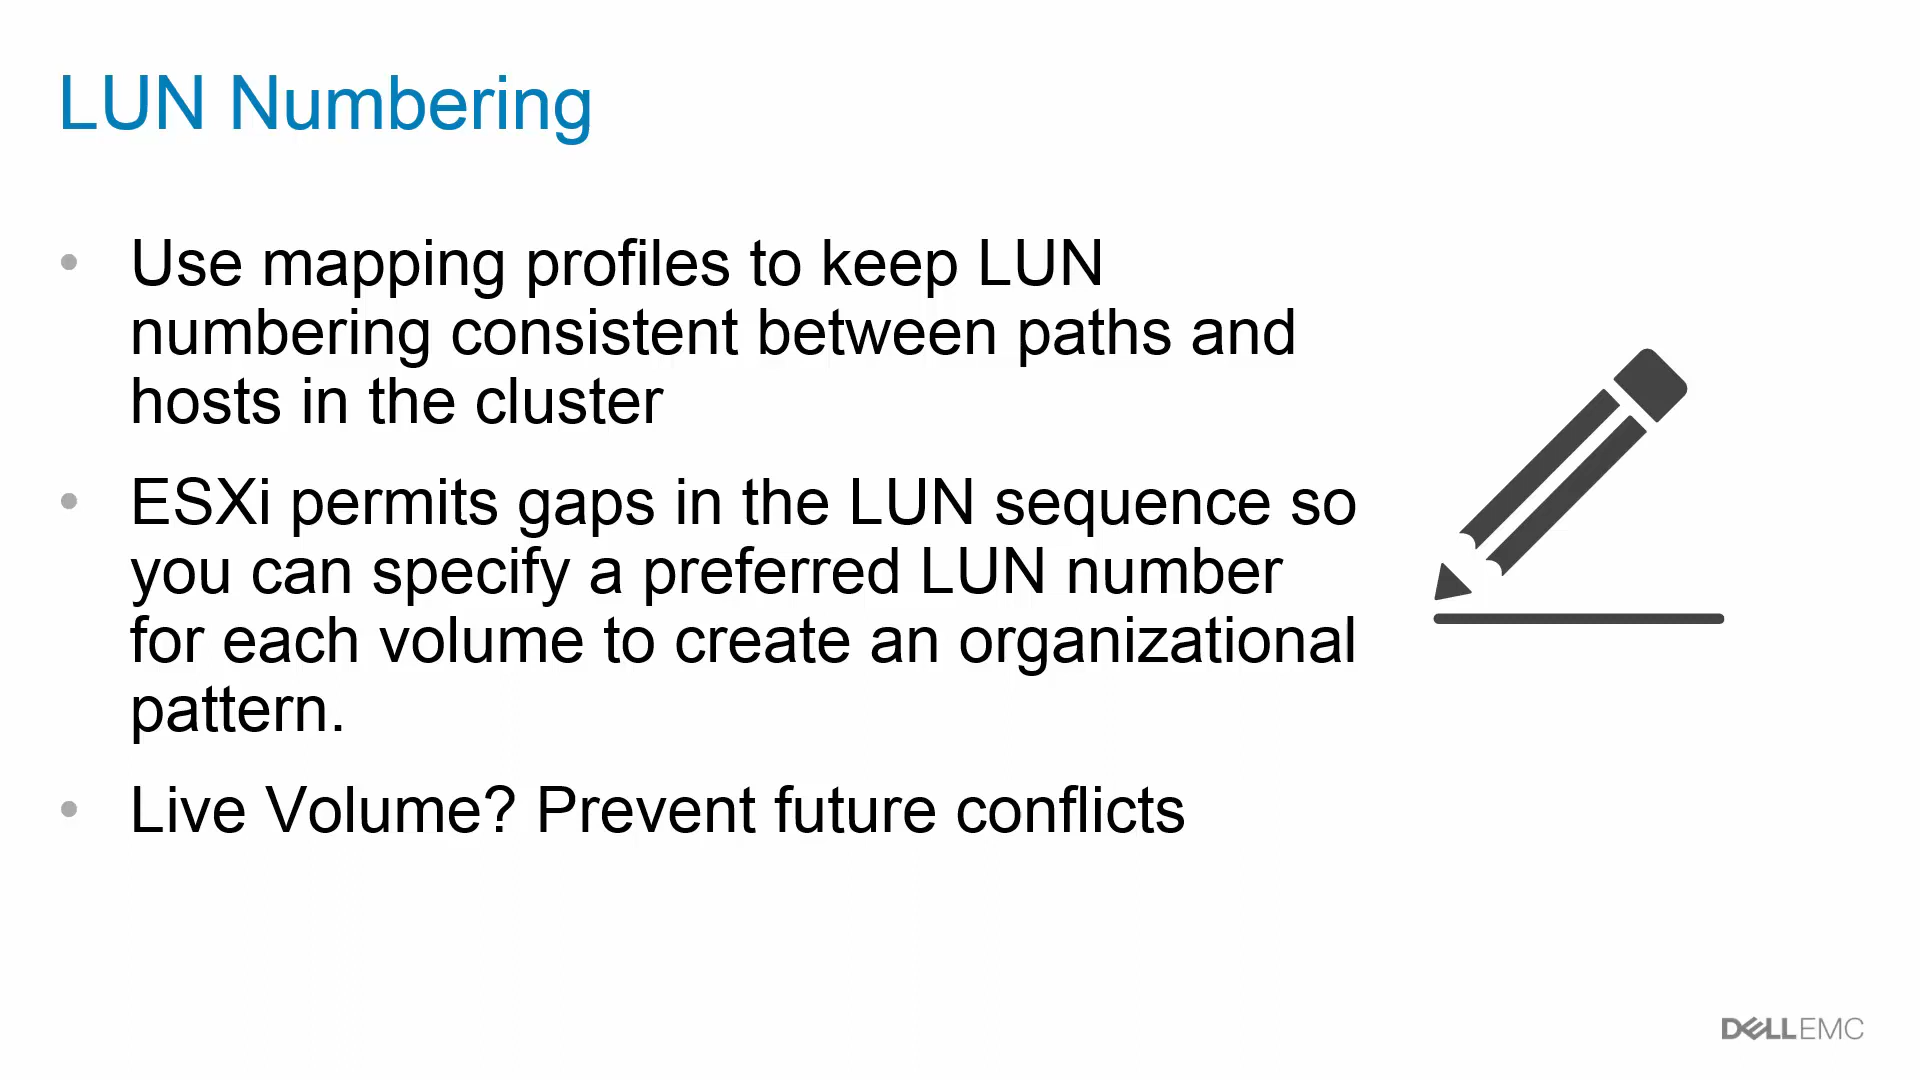 LUN Numbering
• Use mapping profiles to keep LUN
numbering consistent between paths and
hosts in the cluster
• ESXi permits gaps in the LUN sequence so
you can specify a preferred LUN number
for each volume to create an organizational
pattern.
• Live Volume? Prevent future conflicts
DELLEMC